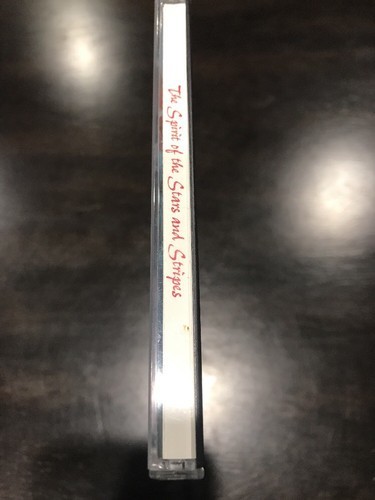 The Spirit of the Stars and Stripes